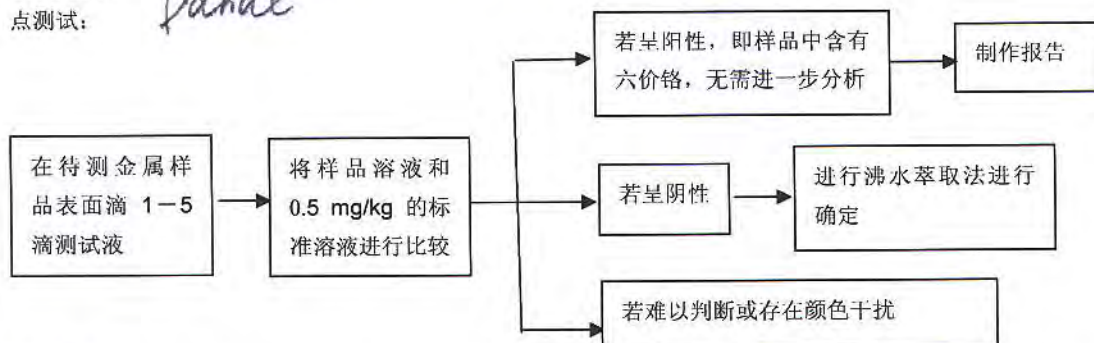 点测试：
若呈阳性，即样品中含有
六价铬，无需进一步分析
制作报告
在待测金属样
品表面滴 1－5
滴测试液
将样品溶液和
0.5 mg/kg 的标
准溶液进行比较
若呈阴性
进行沸水萃取法进行
确定
若难以判断或存在颜色干扰